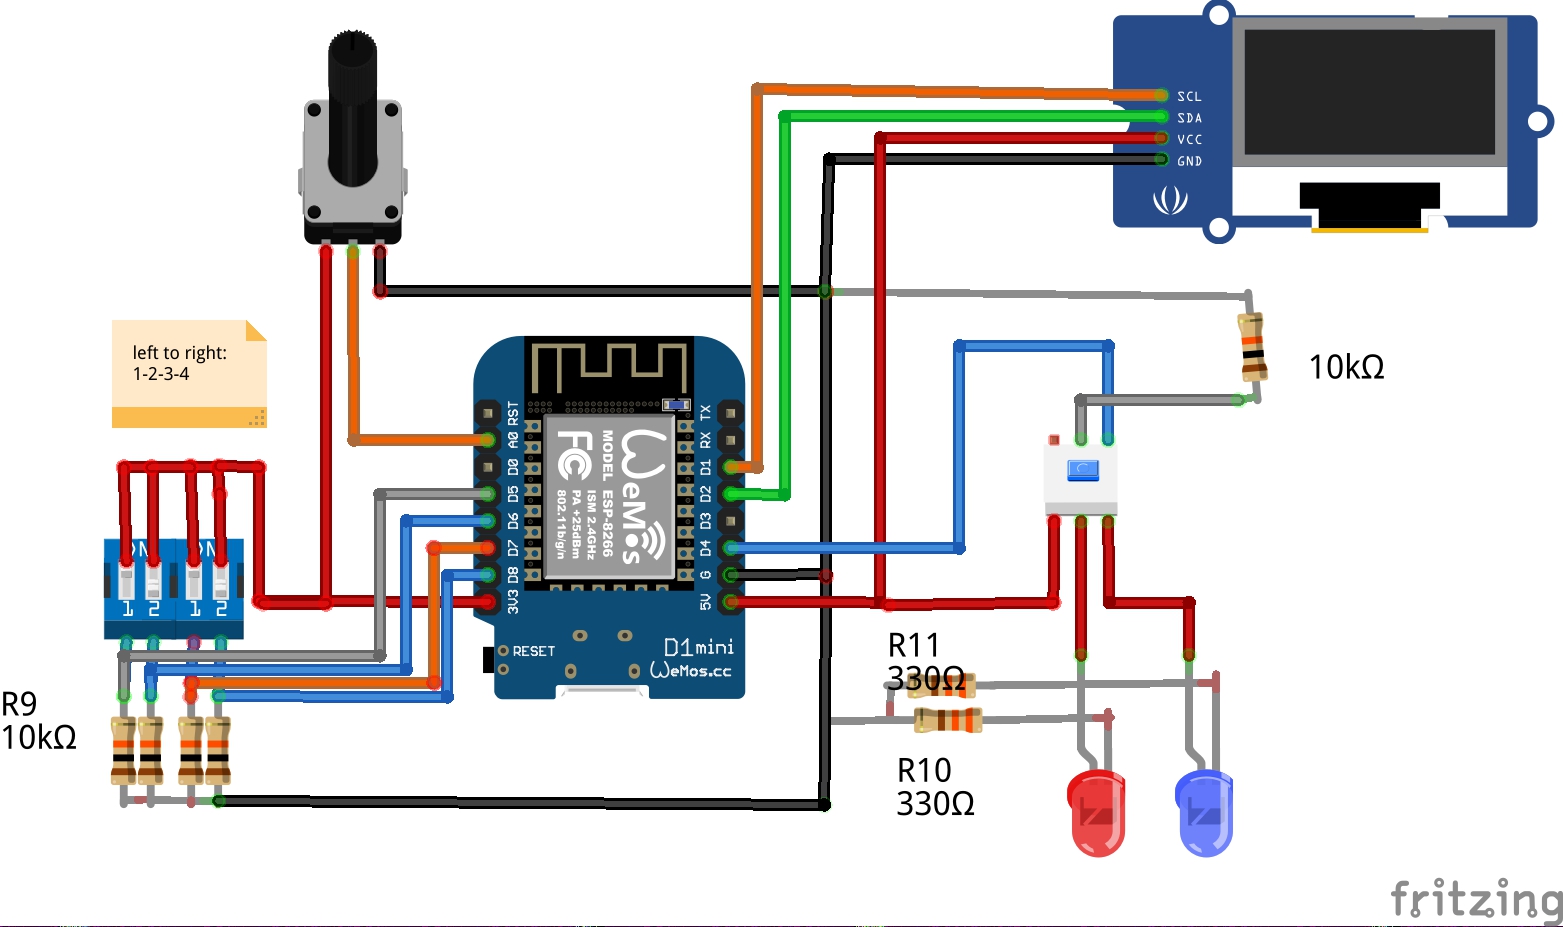 SCL
SDA
VCC
GND
left to right:
1-2-3-4
10kΩ
RST
A0
D0
D5
D6
D7
D8
3V3
TX
RX
D1
D2
D3
D4
G
5V
WeMos
MODEL ESP-8266
ISM 2.4GHz
PA +25dBm
802.11b/g/n
FC
RESET
D1mini
WeMos.cc
1 2
1 2
R9
10kΩ
R11
330Ω
R10
330Ω
fritzing